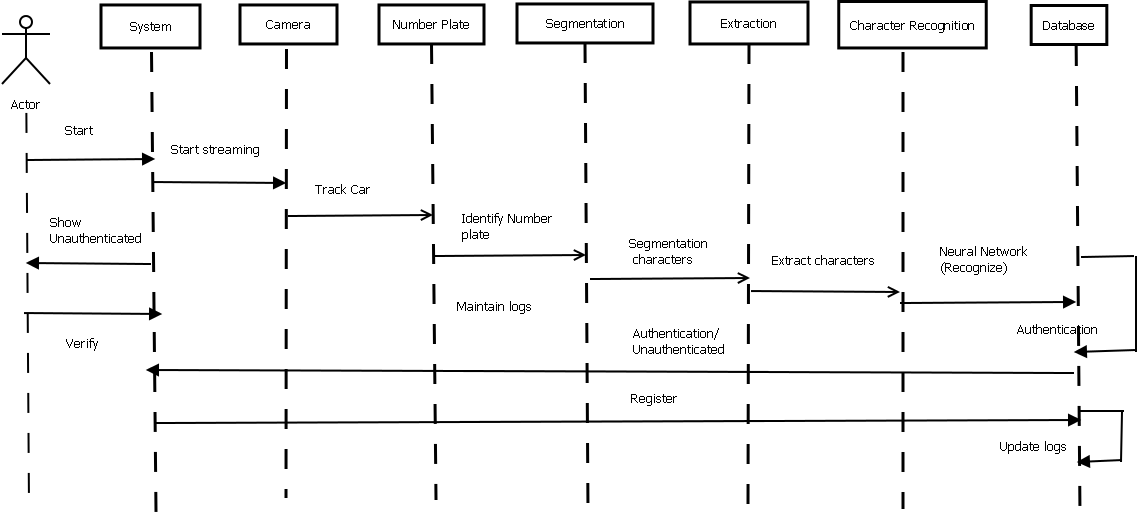 System
Camera
Number Plate
Segmentation
Extraction
Character Recognition
Database
Actor
Start
Start streaming
Track Car
Show
Unauthenticated
Identify Number
plate
Segmentation
characters
Extract characters
Neural Network
(Recognize)
Maintain logs
Authentication
Verify
Authentication/
Unauthenticated
Register
Update logs